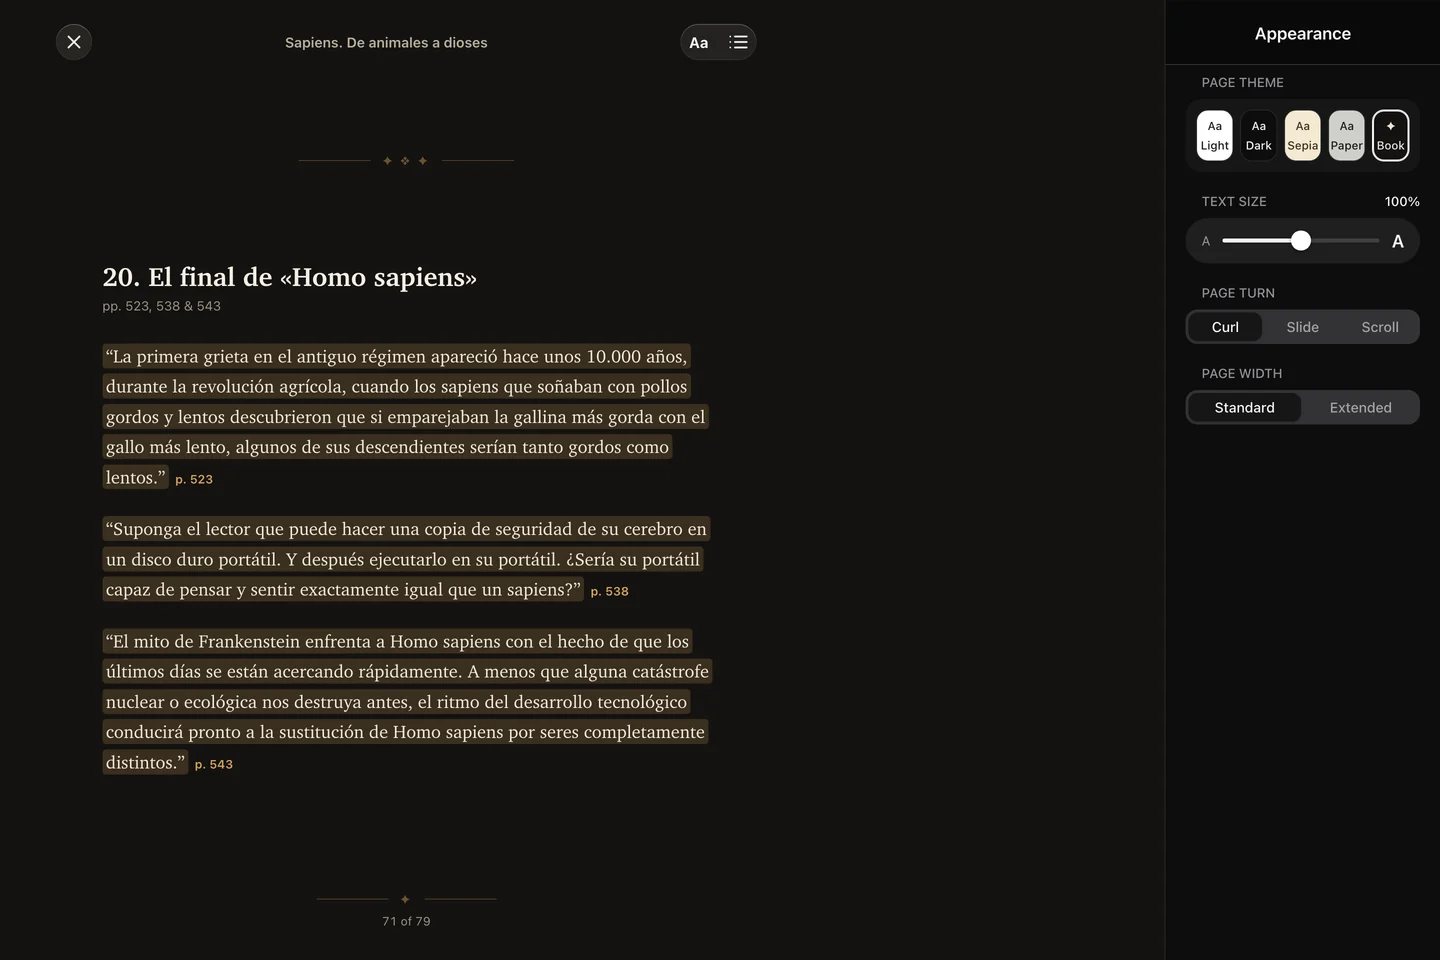 Sapiens. De animales a dioses
Aa
20. El final de «Homo sapiens»
pp. 523, 538 & 543
“La primera grieta en el antiguo régimen apareció hace unos 10.000 años,
durante la revolución agrícola, cuando los sapiens que soñaban con pollos
gordos y lentos descubrieron que si emparejaban la gallina más gorda con el
gallo más lento, algunos de sus descendientes serían tanto gordos como
lentos.” p. 523
“Suponga el lector que puede hacer una copia de seguridad de su cerebro en
un disco duro portátil. Y después ejecutarlo en su portátil. ¿Sería su portátil
capaz de pensar y sentir exactamente igual que un sapiens?” p. 538
“El mito de Frankenstein enfrenta a Homo sapiens con el hecho de que los
últimos días se están acercando rápidamente. A menos que alguna catástrofe
nuclear o ecológica nos destruya antes, el ritmo del desarrollo tecnológico
conducirá pronto a la sustitución de Homo sapiens por seres completamente
distintos.” p. 543
71 of 79
Appearance
PAGE THEME
Aa Aa Aa Aa
Light Dark Sepia Paper Book
TEXT SIZE 100%
A A
PAGE TURN
Curl Slide Scroll
PAGE WIDTH
Standard Extended